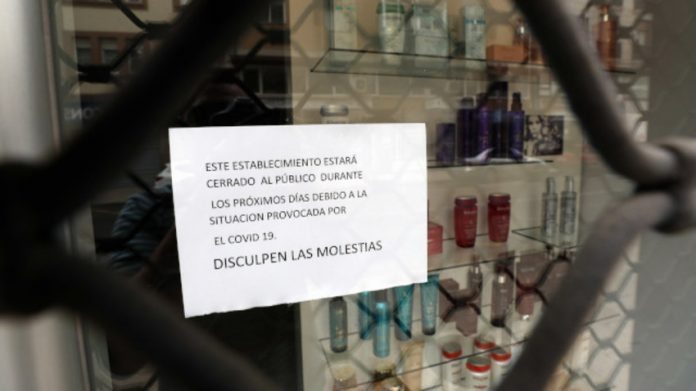 ESTE ESTABLECIMIENTO ESTARÁ
CERRADO AL PÚBLICO DURANTE
LOS PRÓXIMOS DÍAS DEBIDO A LA
SITUACION PROVOCADA POR
EL COVID 19.
DISCULPEN LAS MOLESTIAS